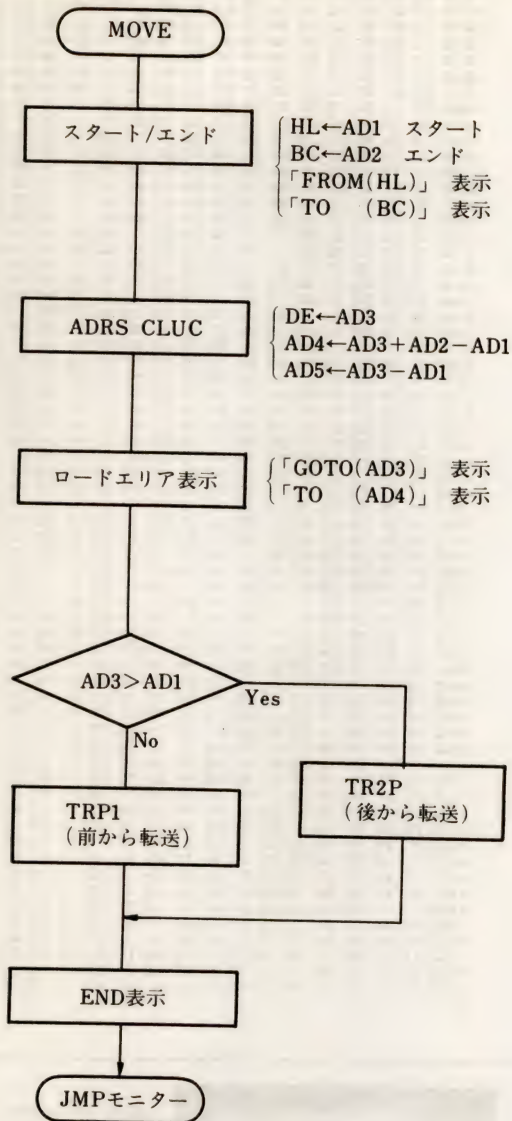 MOVE
スタート/エンド
HL←AD1 スタート
BC←AD2 エンド
「FROM(HL)」 表示
「TO (BC)」 表示
ADRS CLUC
DE←AD3
AD4←AD3+AD2-AD1
AD5←AD3-AD1
ロードエリア表示
「GOTO(AD3)」 表示
「TO (AD4)」 表示
AD3>AD1
Yes
No
TRP1
(前から転送)
TR2P
(後から転送)
END表示
JMPモニター